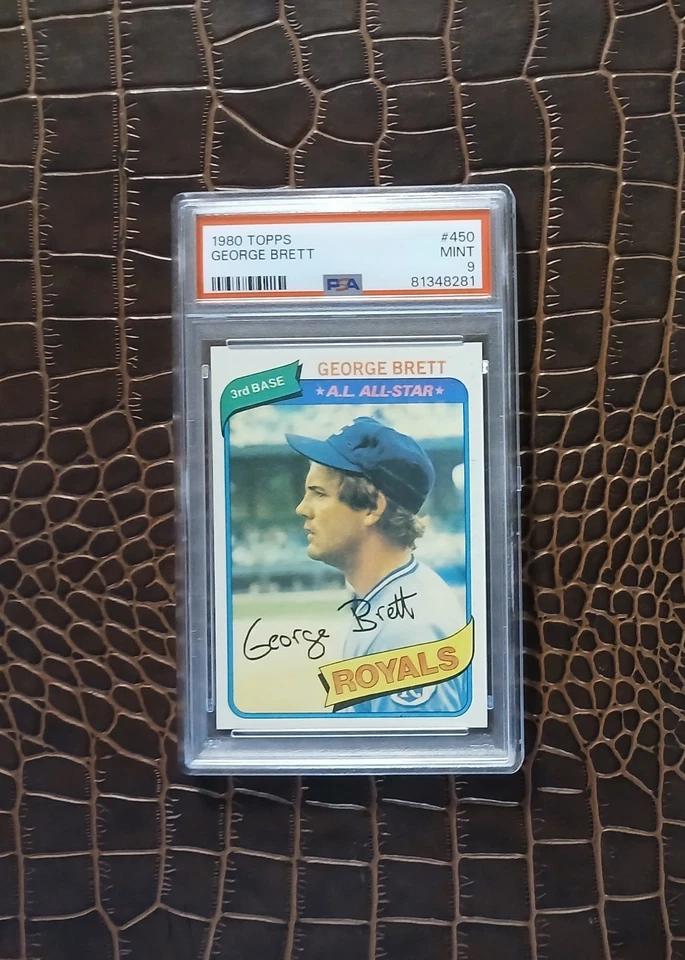 1980 TOPPS #450
GEORGE BRETT MINT
9
PSA 81348281
3rd BASE
GEORGE BRETT
★ A.L. ALL-STAR ★
George Brett
ROYALS